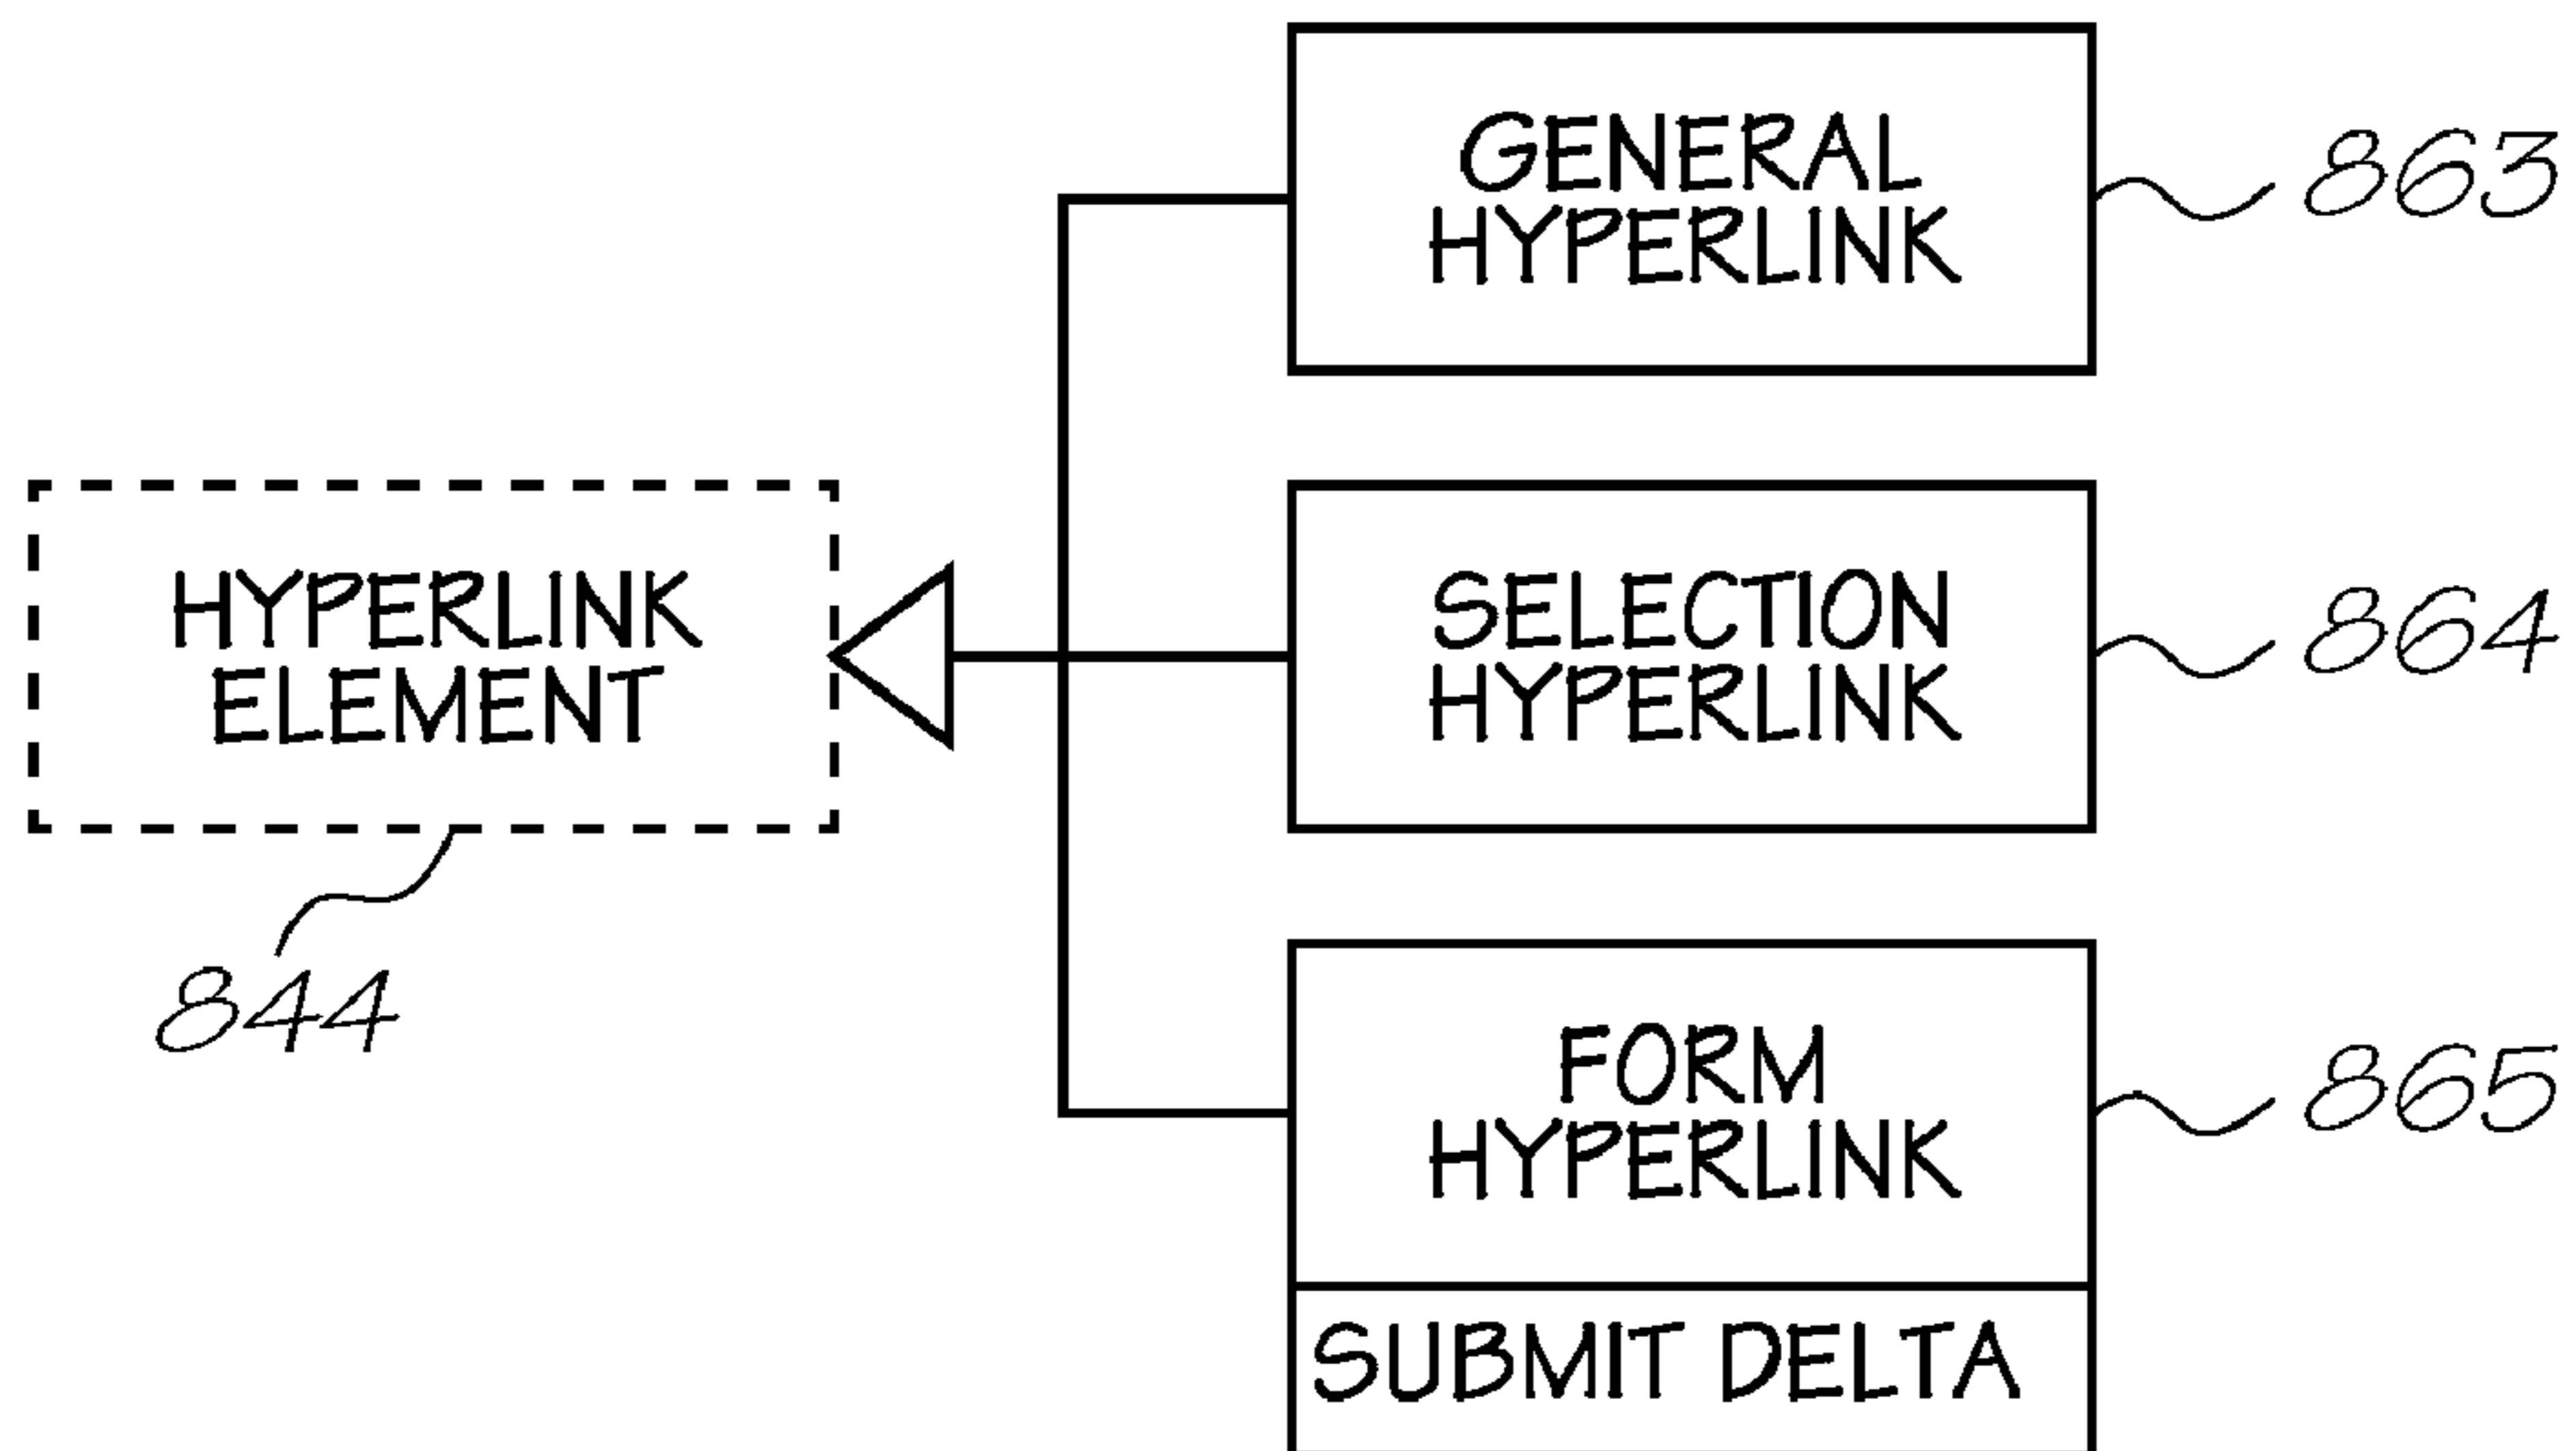 GENERAL
HYPERLINK
863
HYPERLINK
ELEMENT
844
SELECTION
HYPERLINK
864
FORM
HYPERLINK
865
SUBMIT DELTA